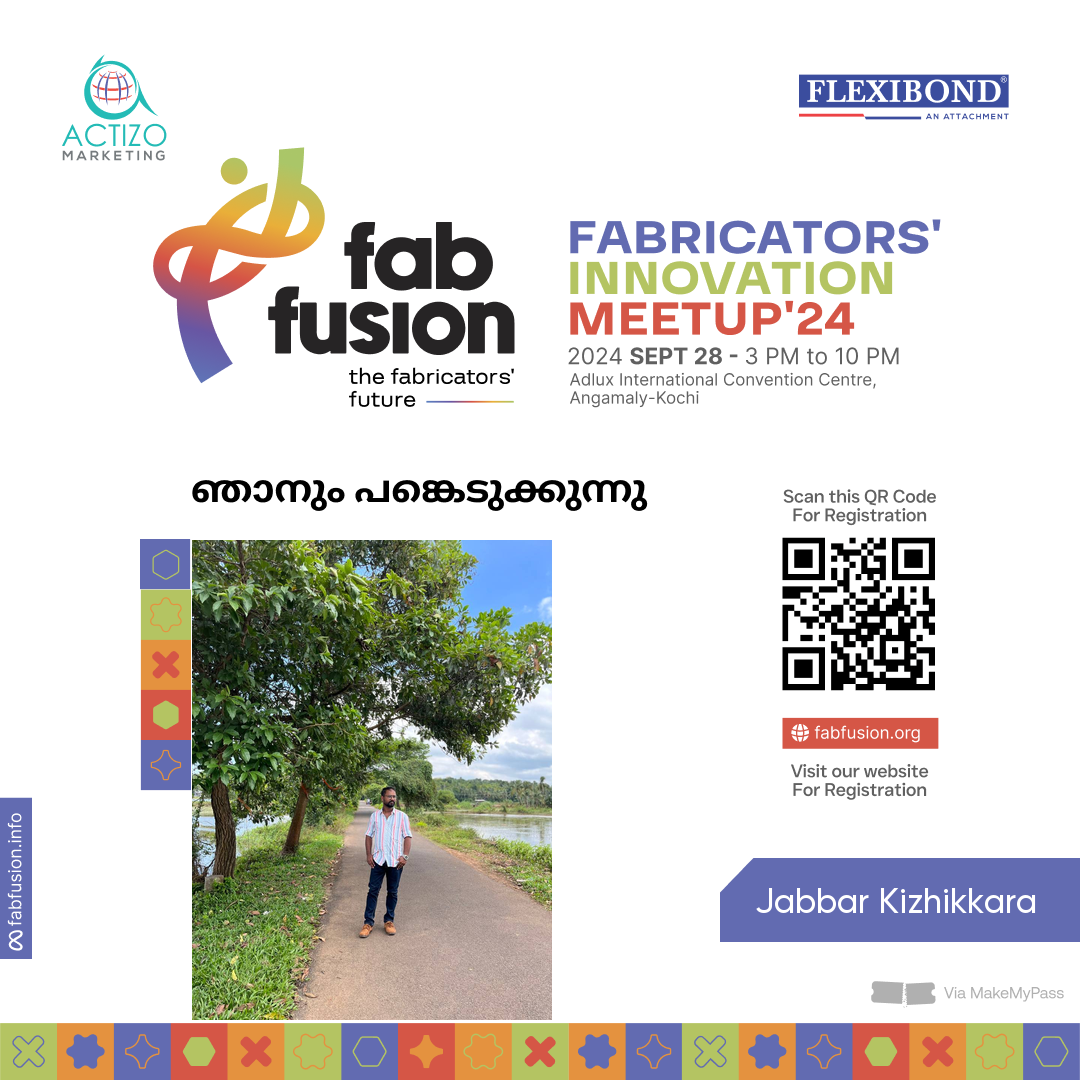 ACTIZO
MARKETING
FLEXIBOND®
AN ATTACHMENT
fab
fusion
the fabricators'
future
FABRICATORS'
INNOVATION
MEETUP'24
2024 SEPT 28 - 3 PM to 10 PM
Adlux International Convention Centre,
Angamaly-Kochi
ഞാനും പങ്കെടുക്കുന്നു
Scan this QR Code
For Registration
fabfusion.org
Visit our website
For Registration
fabfusion.info
Jabbar Kizhikkara
Via MakeMyPass